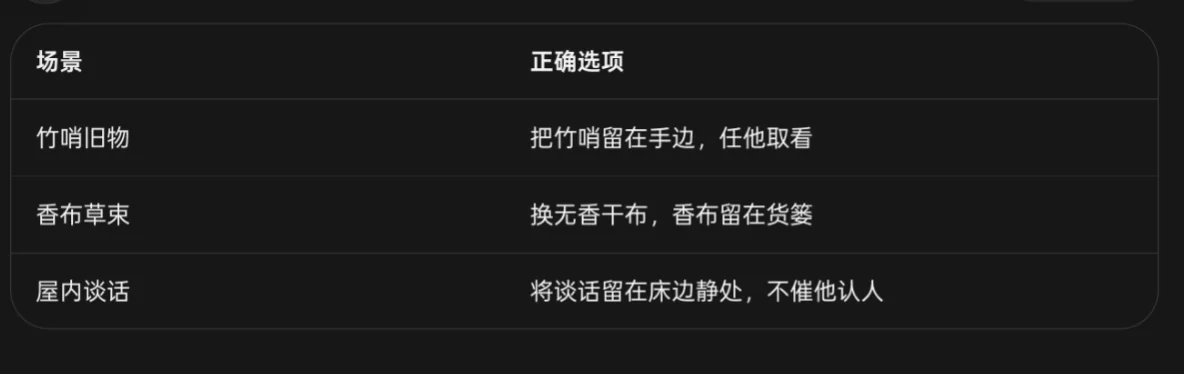 场景 正确选项
竹哨旧物 把竹哨留在手边，任他取看
香布草束 换无香干布，香布留在货篓
屋内谈话 将谈话留在床边静处，不催他认人